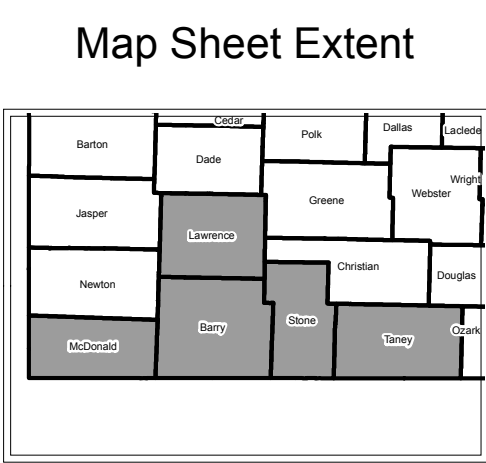 Map Sheet Extent
Cedar
Barton
Polk
Dallas
Laclede
Dade
Wright
Webster
Jasper
Greene
Lawrence
Christian
Douglas
Newton
Barry
Stone
Ozark
Taney
McDonald